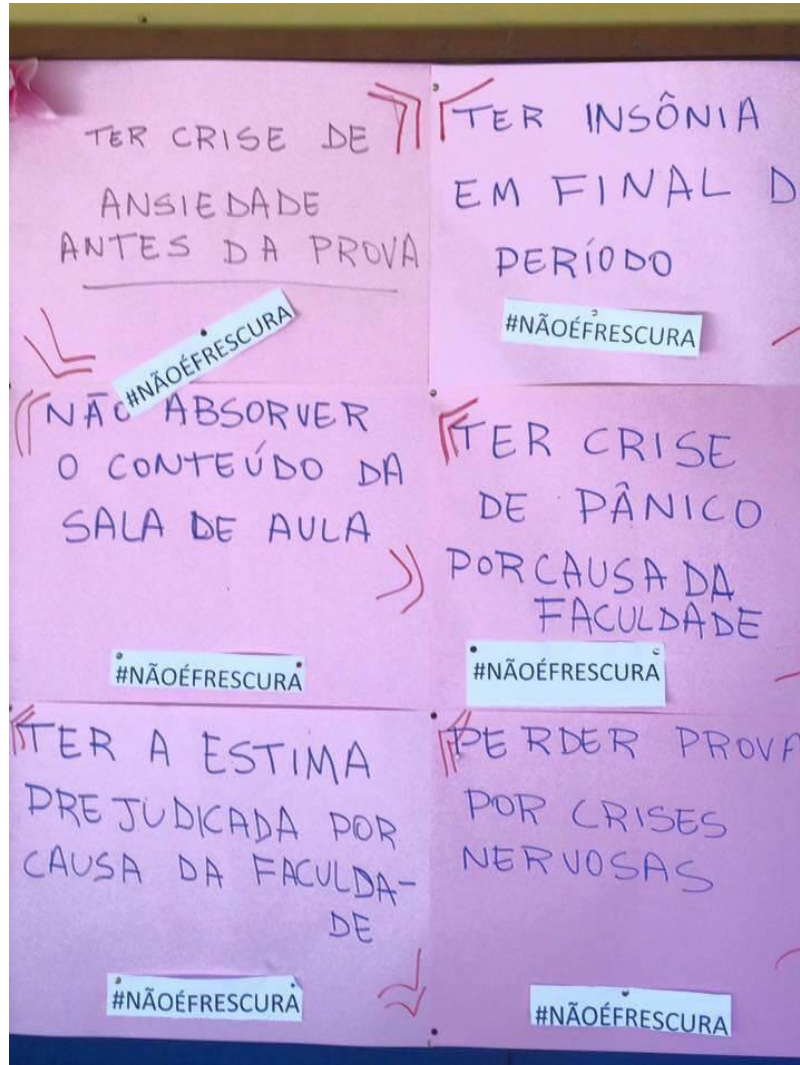 TER CRISE DE
ANSIEDADE
ANTES DA PROVA
#NÃOÉFRESCURA
TER INSÔNIA
EM FINAL D
PERÍODO
#NÃOÉFRESCURA
NÃO ABSORVER
O CONTEÚDO DA
SALA DE AULA
#NÃOÉFRESCURA
TER CRISE
DE PÂNICO
POR CAUSA DA
FACULDADE
#NÃOÉFRESCURA
TER A ESTIMA
PREJUDICADA POR
CAUSA DA FACULDA-
DE
#NÃOÉFRESCURA
PERDER PROVA
POR CRISES
NERVOSAS
#NÃOÉFRESCURA